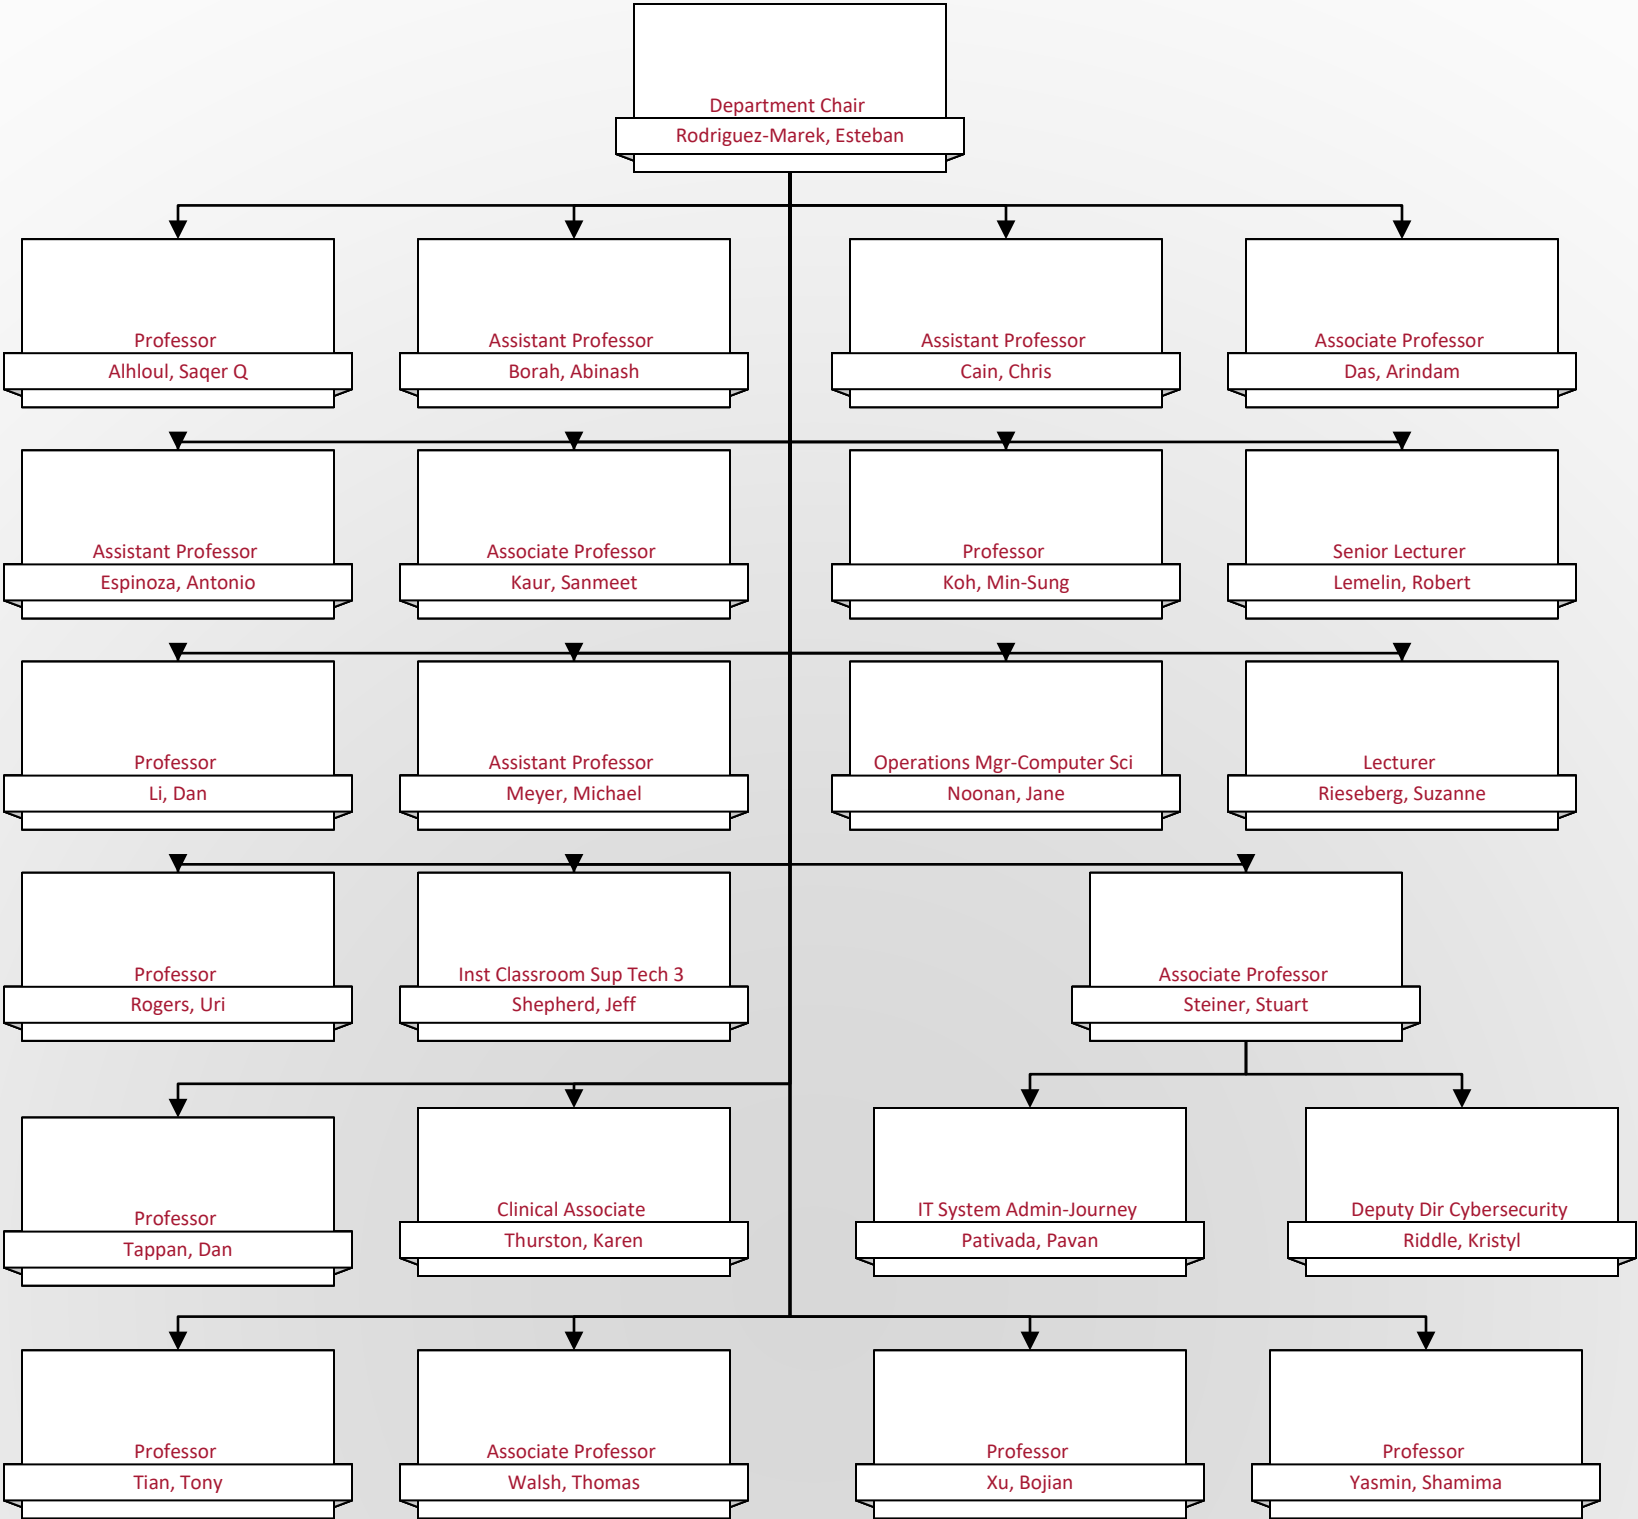 Department Chair
Rodriguez-Marek, Esteban
Professor
Alhloul, Saqer Q
Assistant Professor
Borah, Abinash
Assistant Professor
Cain, Chris
Associate Professor
Das, Arindam
Assistant Professor
Espinoza, Antonio
Associate Professor
Kaur, Sanmeet
Professor
Koh, Min-Sung
Senior Lecturer
Lemelin, Robert
Professor
Li, Dan
Assistant Professor
Meyer, Michael
Operations Mgr-Computer Sci
Noonan, Jane
Lecturer
Rieseberg, Suzanne
Professor
Rogers, Uri
Inst Classroom Sup Tech 3
Shepherd, Jeff
Associate Professor
Steiner, Stuart
Professor
Tappan, Dan
Clinical Associate
Thurston, Karen
IT System Admin-Journey
Pativada, Pavan
Deputy Dir Cybersecurity
Riddle, Kristyl
Professor
Tian, Tony
Associate Professor
Walsh, Thomas
Professor
Xu, Bojian
Professor
Yasmin, Shamima